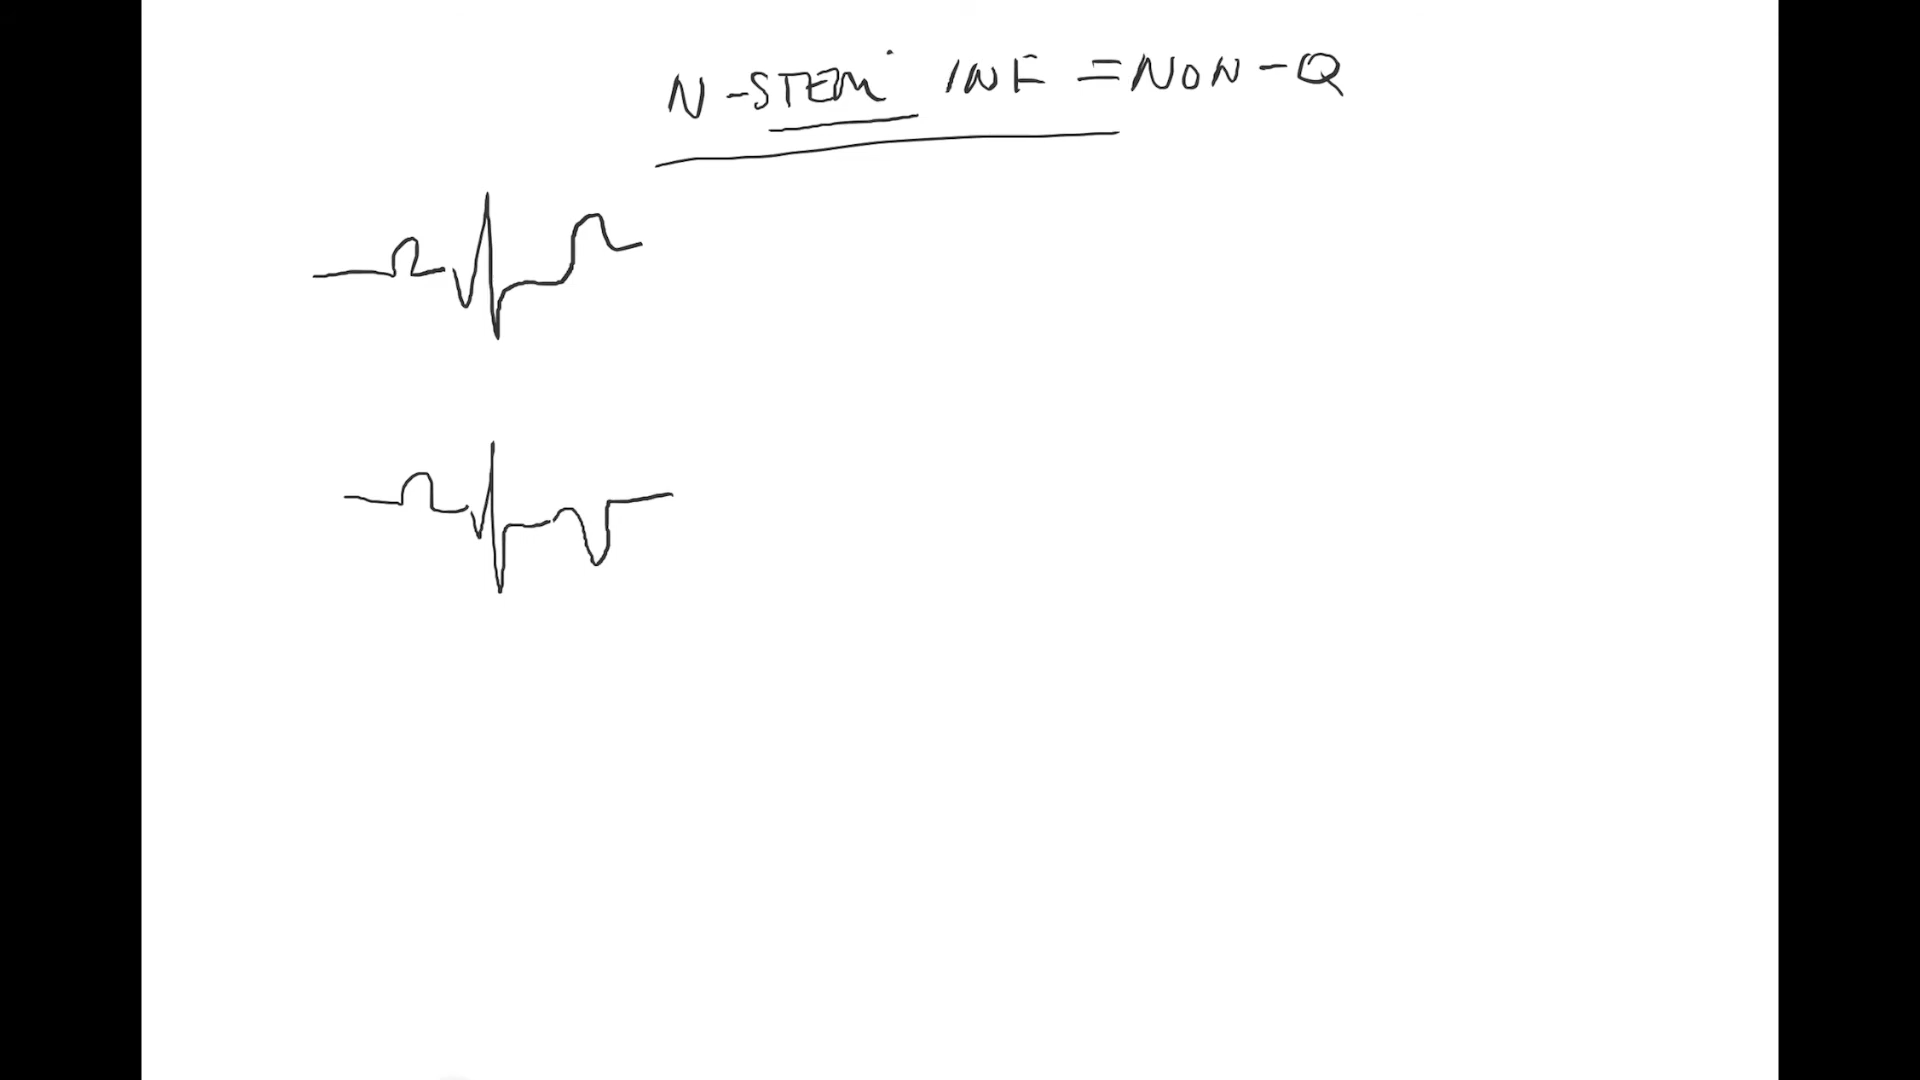 N-STEMI INF = NON-Q